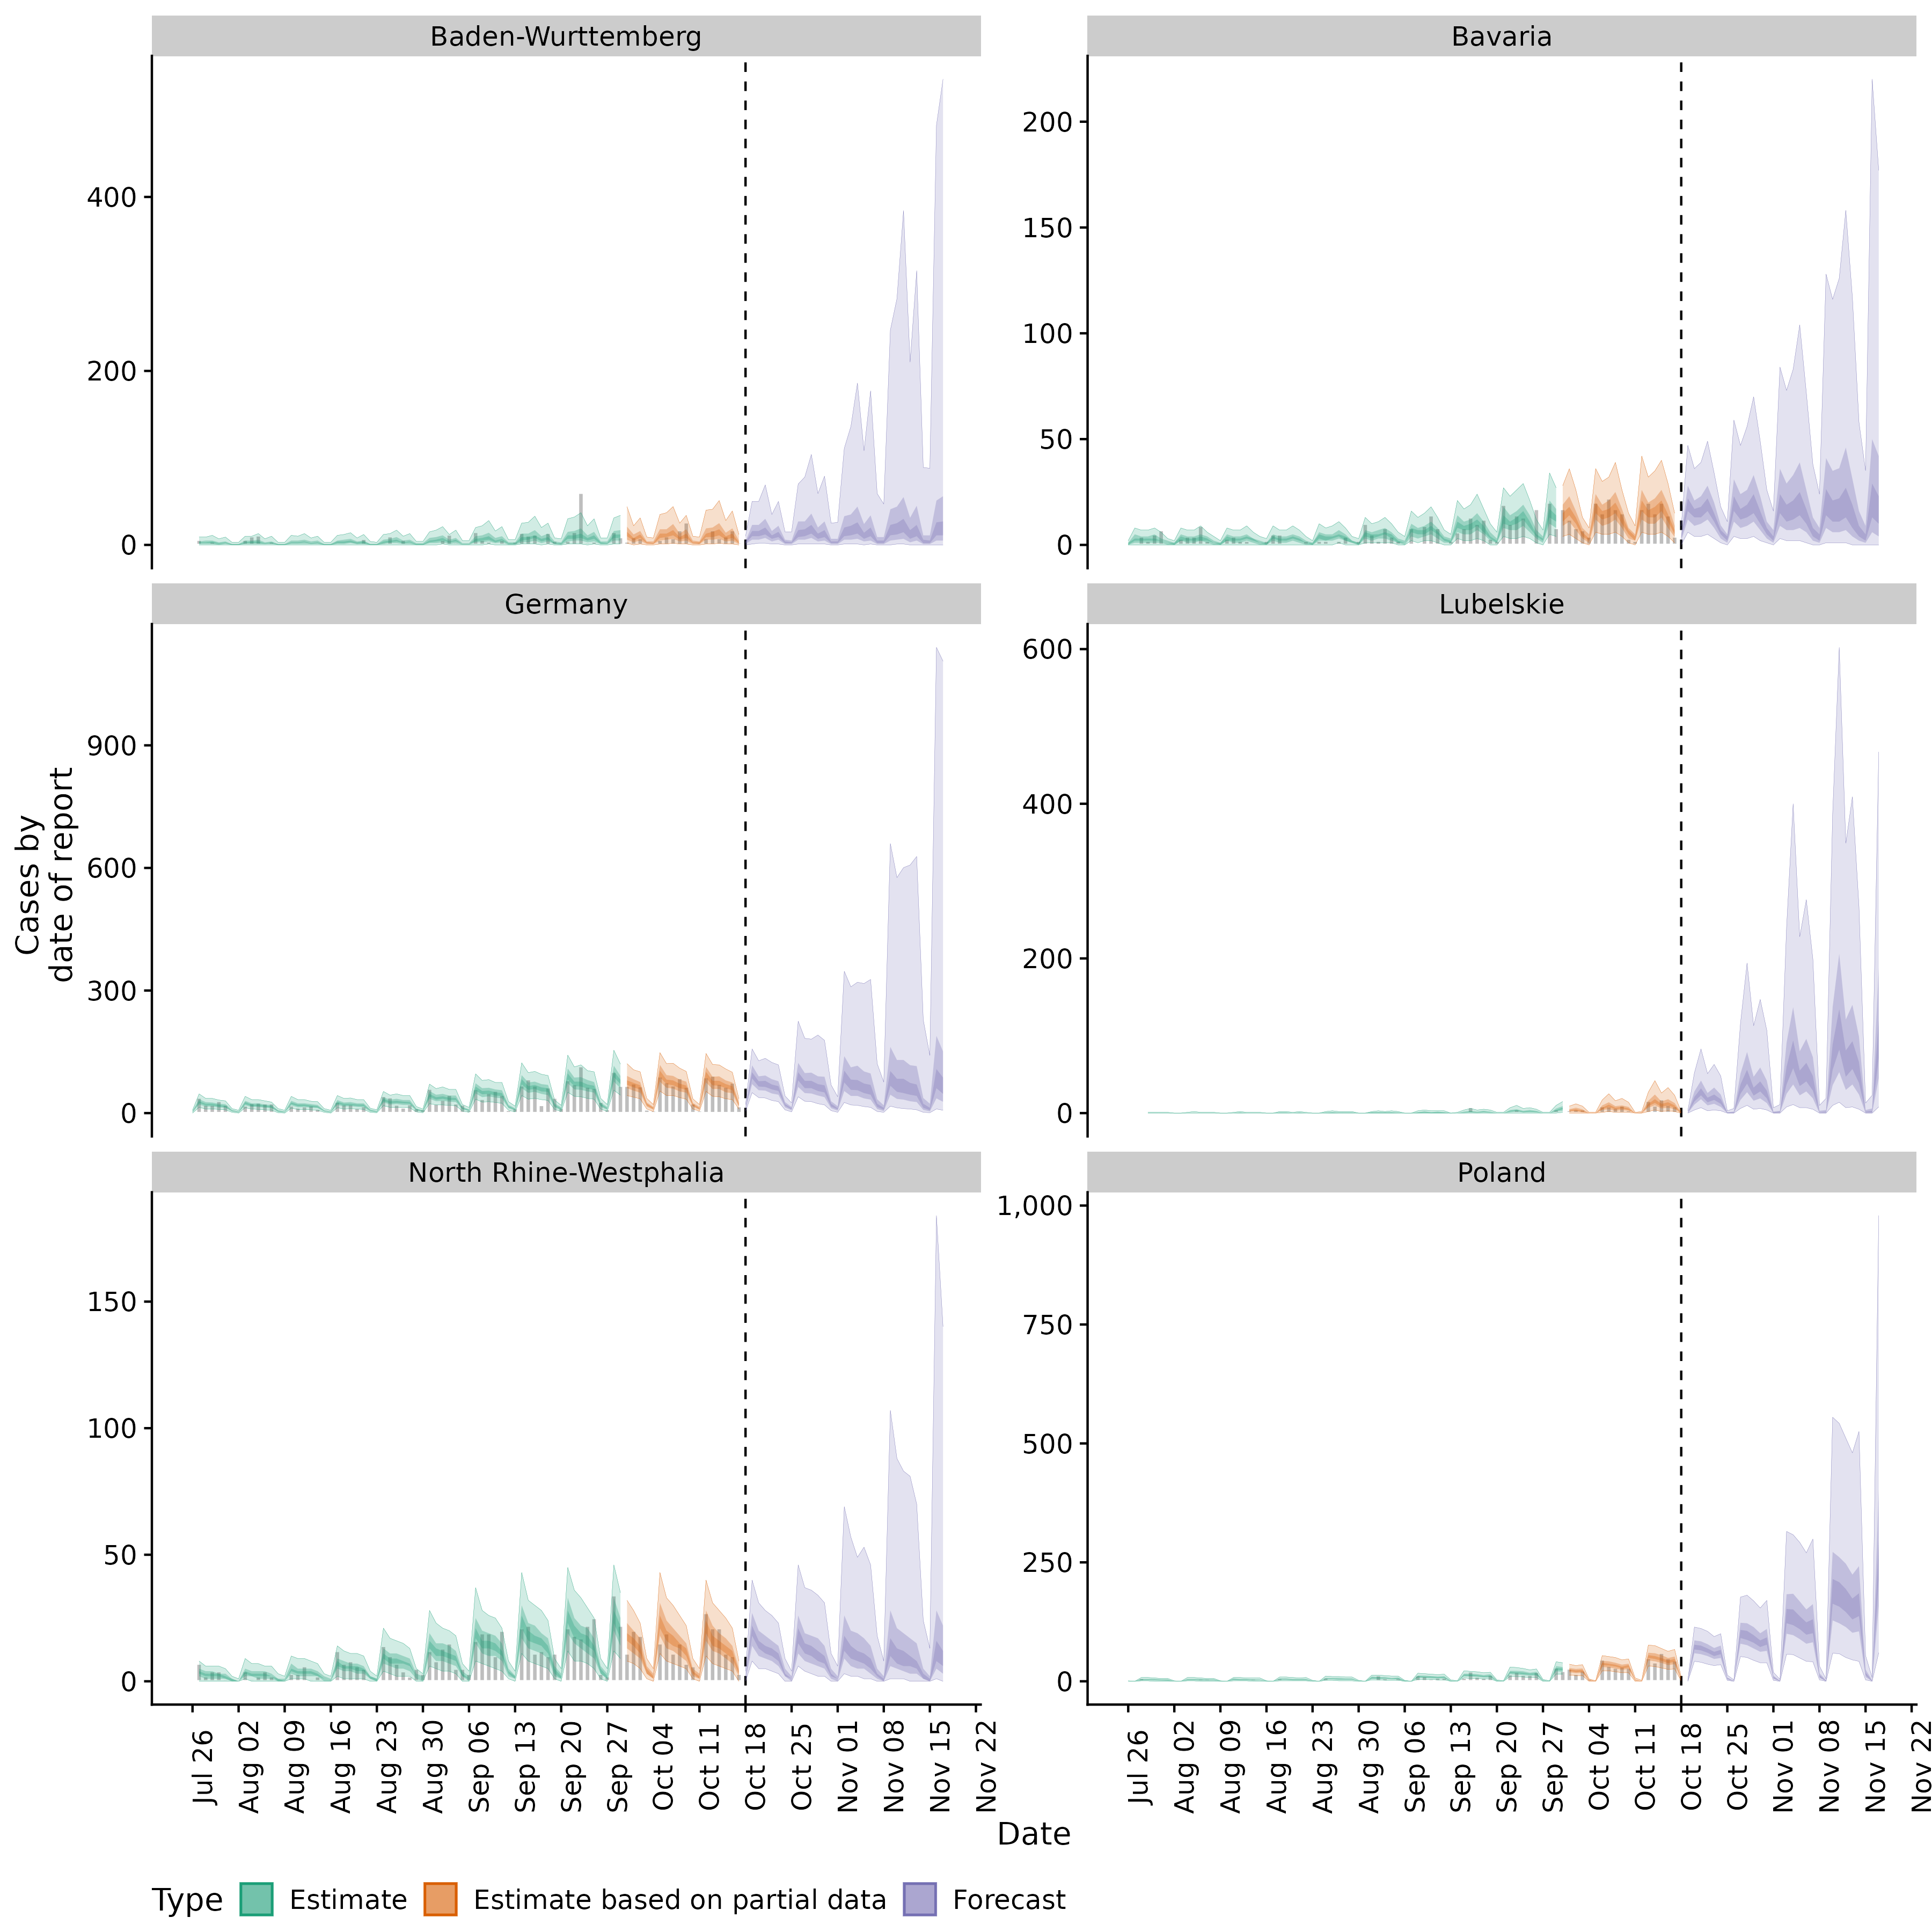 Baden-Wurttemberg
Bavaria
400
200
0
200
150
100
50
0
Germany
Lubelskie
900
600
300
0
600
400
200
0
Cases by
date of report
North Rhine-Westphalia
Poland
150
100
50
0
1,000
750
500
250
0
Jul 26
Aug 02
Aug 09
Aug 16
Aug 23
Aug 30
Sep 06
Sep 13
Sep 20
Sep 27
Oct 04
Oct 11
Oct 18
Oct 25
Nov 01
Nov 08
Nov 15
Nov 22
Jul 26
Aug 02
Aug 09
Aug 16
Aug 23
Aug 30
Sep 06
Sep 13
Sep 20
Sep 27
Oct 04
Oct 11
Oct 18
Oct 25
Nov 01
Nov 08
Nov 15
Nov 22
Date
Type Estimate Estimate based on partial data Forecast